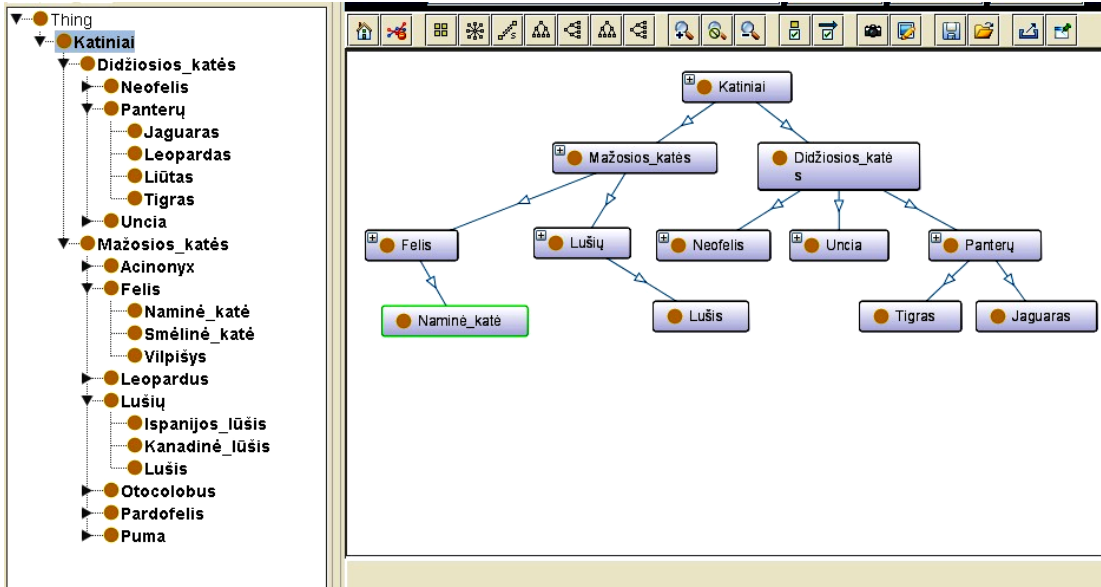 Thing
Katiniai
Didžiosios_katės
Neofelis
Panterų
Jaguaras
Leopardas
Liūtas
Tigras
Uncia
Mažosios_katės
Acinonyx
Felis
Naminė_katė
Smėlinė_katė
Vilpišys
Leopardus
Lušių
Ispanijos_lūšis
Kanadinė_lūšis
Lušis
Otocolobus
Pardofelis
Puma
Katiniai
Mažosios_katės
Didžiosios_katė
s
Felis
Lušių
Neofelis
Uncia
Panterų
Naminė_katė
Lušis
Tigras
Jaguaras